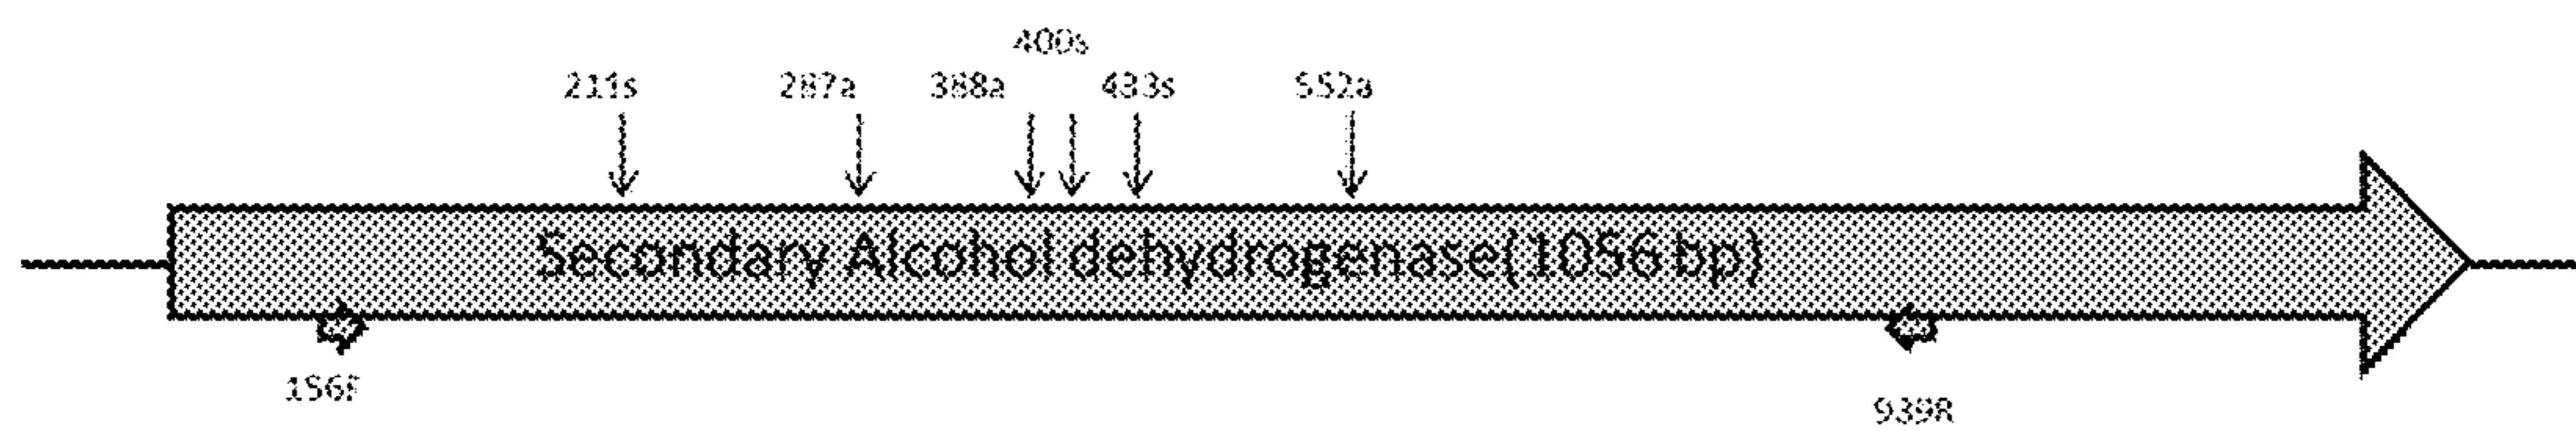 400s
211s 287a 388a 433s 552a
Secondary Alcohol dehydrogenase(1056 bp)
156F
939R